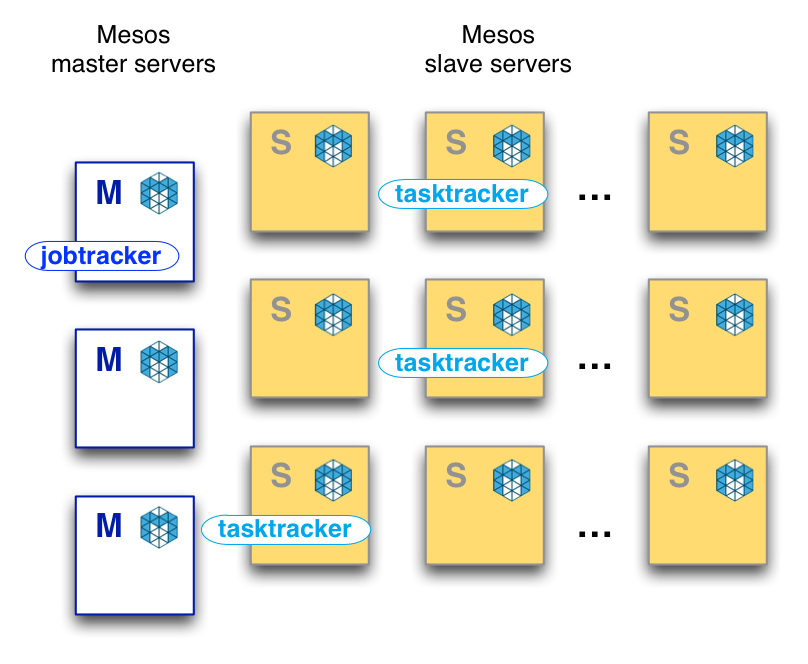 Mesos
master servers
Mesos
slave servers
S
S
S
M
tasktracker
...
jobtracker
S
S
S
M
tasktracker
...
S
S
S
M
tasktracker
...